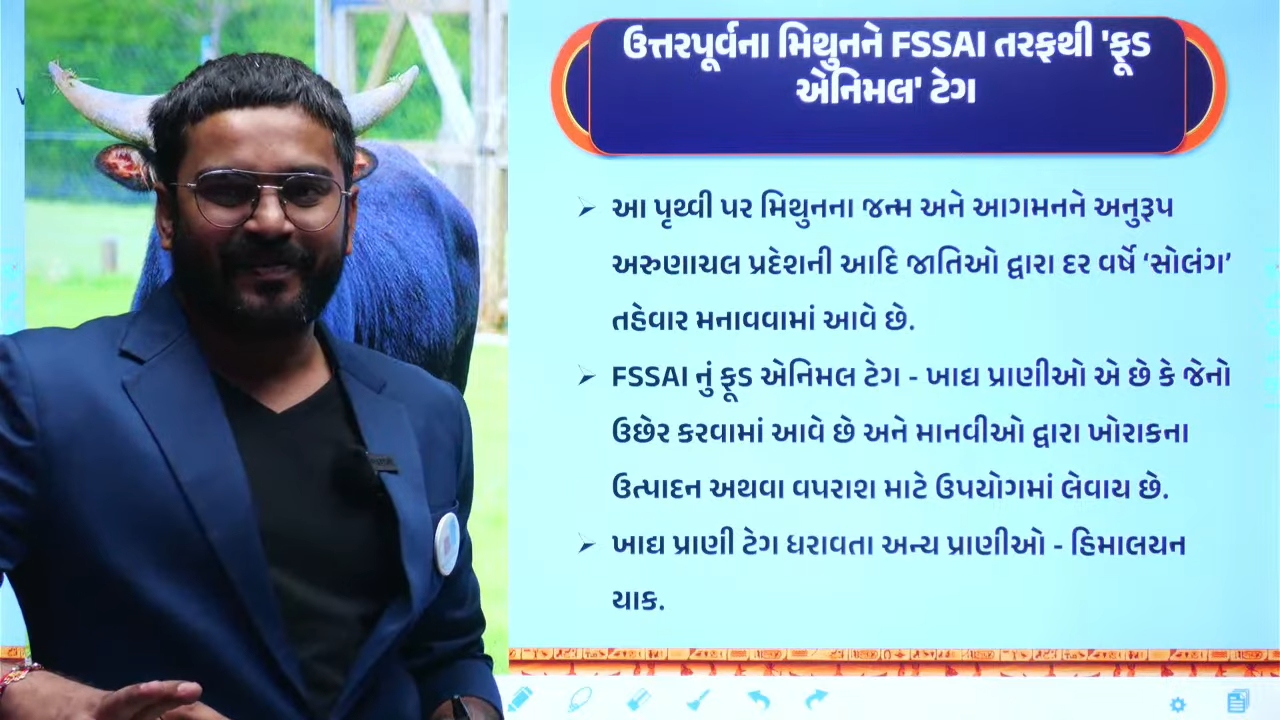 ઉત્તરપૂર્વના મિથુનને FSSAI તરફથી 'ફૂડ
એનિમલ' ટેગ
આ પૃથ્વી પર મિથુનના જન્મ અને આગમનને અનુરૂપ
અરુણાચલ પ્રદેશની આદિ જાતિઓ દ્વારા દર વર્ષે ‘સોલંગ’
તહેવાર મનાવવામાં આવે છે.
FSSAI નું ફૂડ એનિમલ ટેગ - ખાદ્ય પ્રાણીઓ એ છે કે જેનો
ઉછેર કરવામાં આવે છે અને માનવીઓ દ્વારા ખોરાકના
ઉત્પાદન અથવા વપરાશ માટે ઉપયોગમાં લેવાય છે.
ખાદ્ય પ્રાણી ટેગ ધરાવતા અન્ય પ્રાણીઓ - હિમાલયન
યાક.